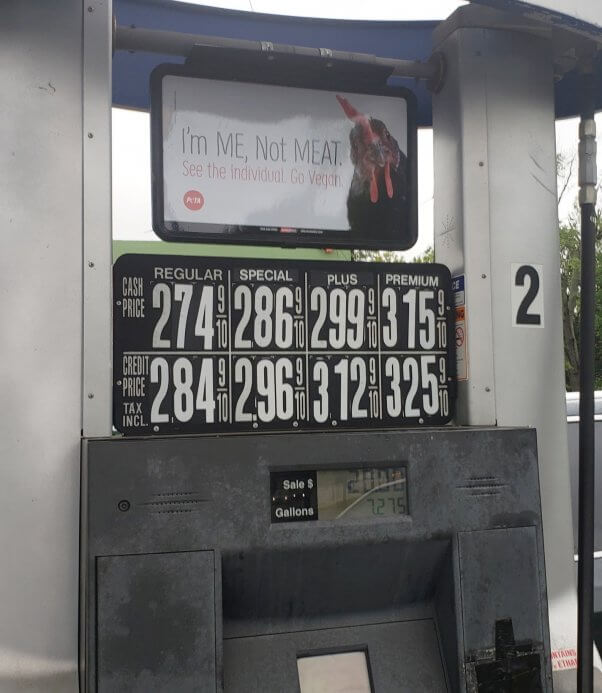 I'm ME, Not MEAT.
See the individual. Go Vegan.
PETA
REGULAR SPECIAL PLUS PREMIUM
CASH PRICE 274 9/10 286 9/10 299 9/10 315 9/10
CREDIT PRICE TAX INCL. 284 9/10 296 9/10 312 9/10 325 9/10
2
Sale $
Gallons 7.275